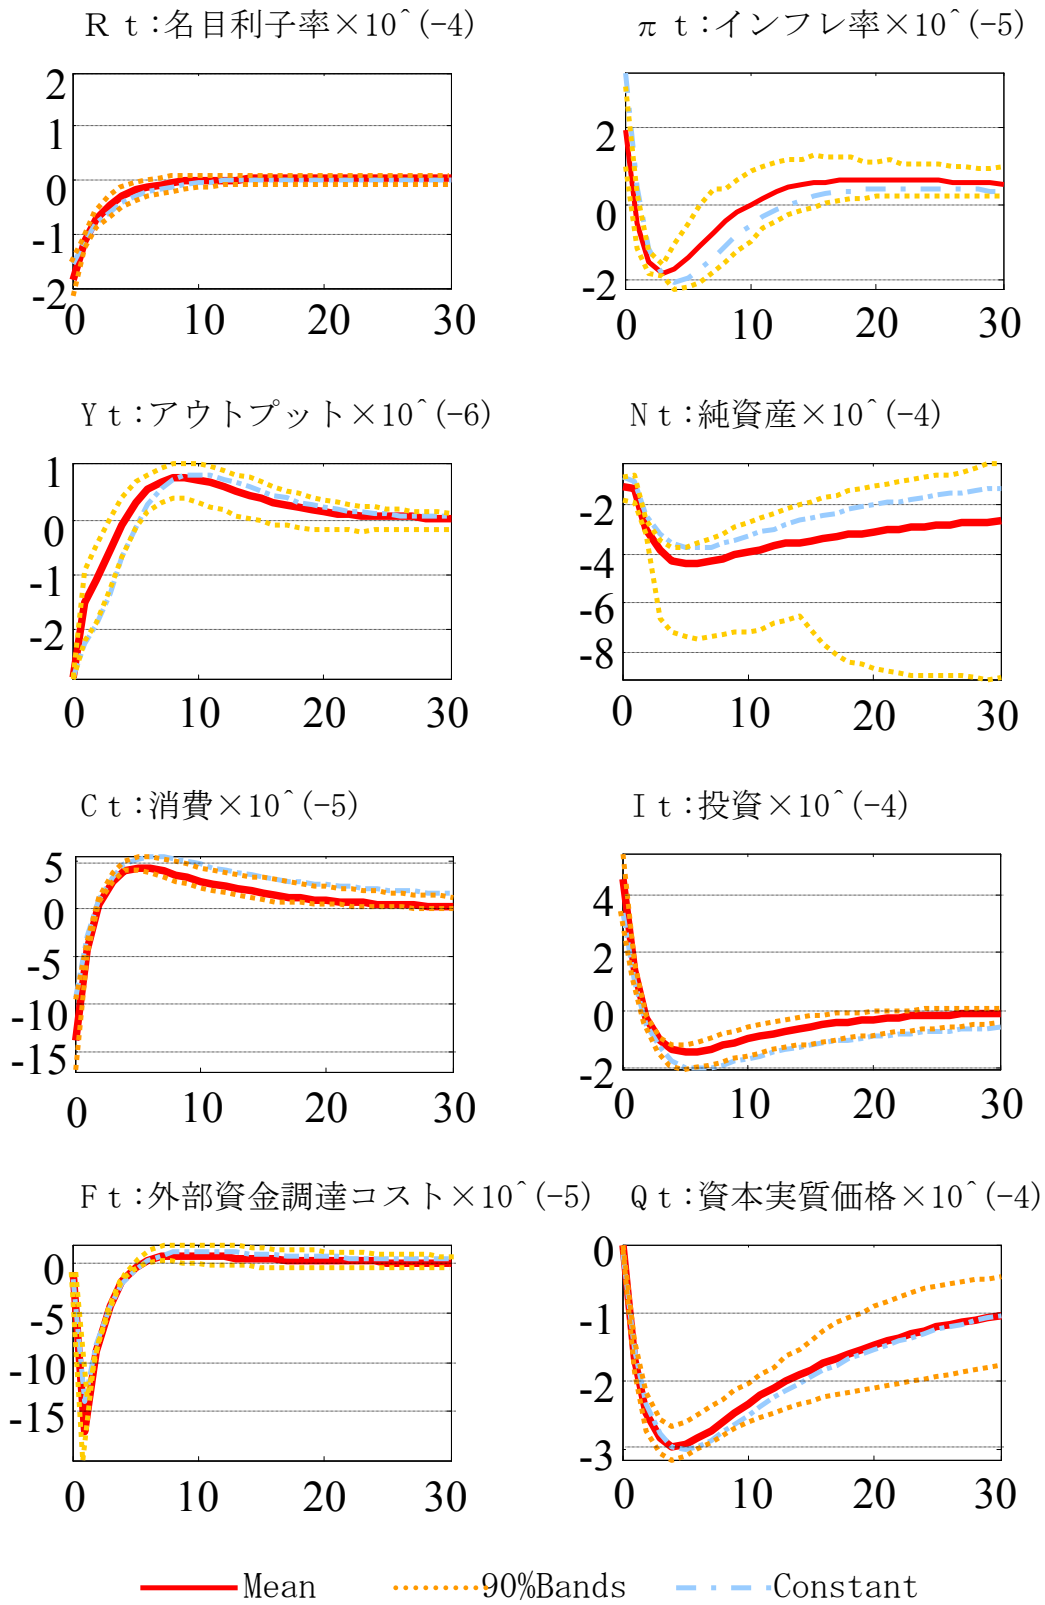 R t:名目利子率×10^(-4)
π t:インフレ率×10^(-5)
2
1
0
-1
-2
0 10 20 30
2
0
-2
0 10 20 30
Y t:アウトプット×10^(-6)
N t:純資産×10^(-4)
1
0
-1
-2
0 10 20 30
-2
-4
-6
-8
0 10 20 30
C t:消費×10^(-5)
I t:投資×10^(-4)
5
0
-5
-10
-15
0 10 20 30
4
2
0
-2
0 10 20 30
F t:外部資金調達コスト×10^(-5)
Q t:資本実質価格×10^(-4)
0
-5
-10
-15
0 10 20 30
0
-1
-2
-3
0 10 20 30
Mean 90%Bands Constant